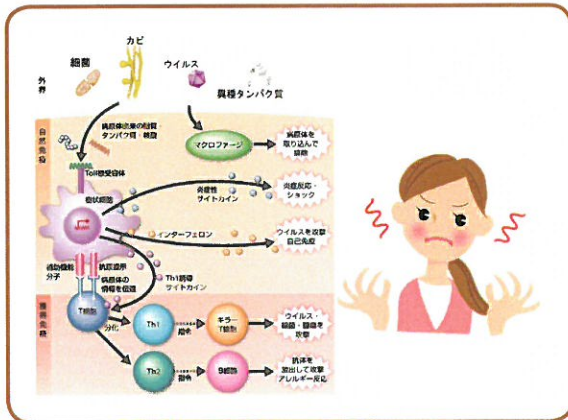 カビ
細菌
ウイルス
異種タンパク質
外界
病原体由来の脂質・
タンパク質・核酸
自然免疫
Toll様受容体
マクロファージ
病原体を
取り込んで
樹状細胞
炎症性
サイトカイン
炎症反応・
ショック
インターフェロン
ウイルスを攻撃
自己免疫
補助機能
分子
抗原提示
病原体の
情報を伝達
Th1誘導
サイトカイン
獲得免疫
T細胞
分化
Th1
指令
キラー
T細胞
ウイルス・
細菌・腫瘍を
攻撃
Th2
指令
B細胞
抗体を
放出して攻撃
アレルギー反応